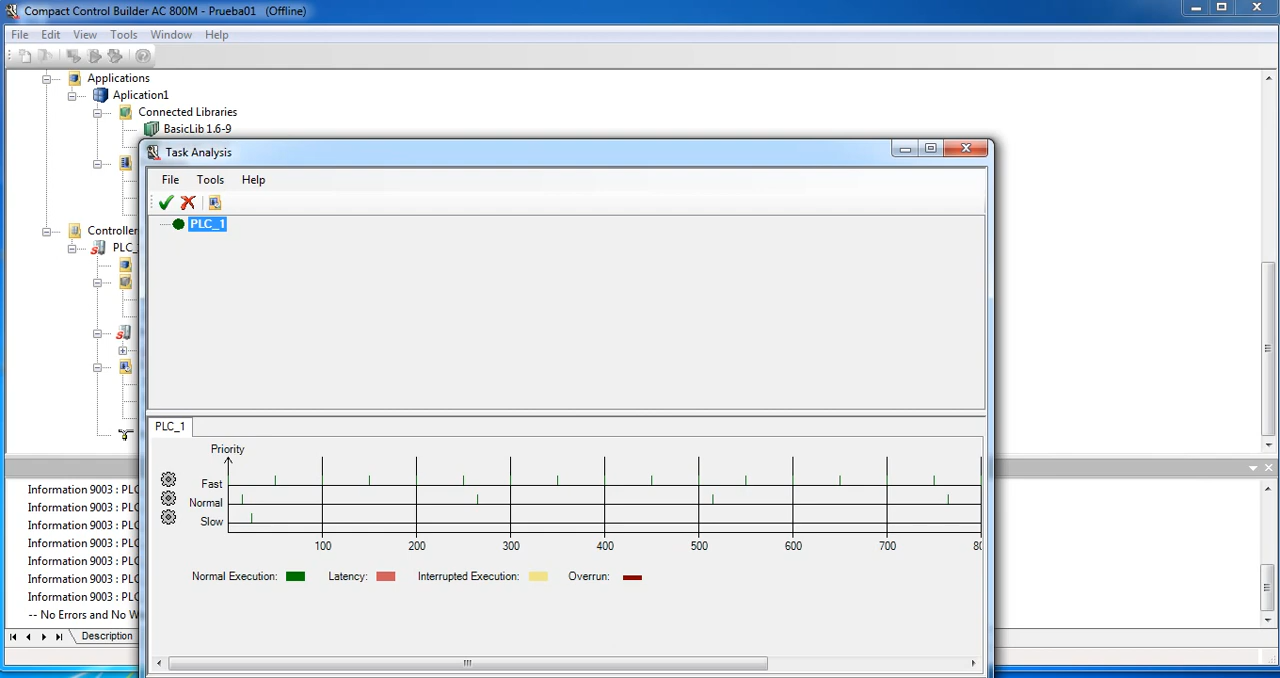 Compact Control Builder AC 800M - Prueba01 (Offline)
File Edit View Tools Window Help
Applications
Aplication1
Connected Libraries
BasicLib 1.6-9
Controller
PLC_
Task Analysis
File Tools Help
PLC_1
PLC_1
Priority
Fast
Normal
Slow
100 200 300 400 500 600 700 80
Normal Execution: Latency: Interrupted Execution: Overrun:
Information 9003 : PLC
Information 9003 : PLC
Information 9003 : PLC
Information 9003 : PLC
Information 9003 : PLC
Information 9003 : PLC
Information 9003 : PLC
-- No Errors and No W
Description